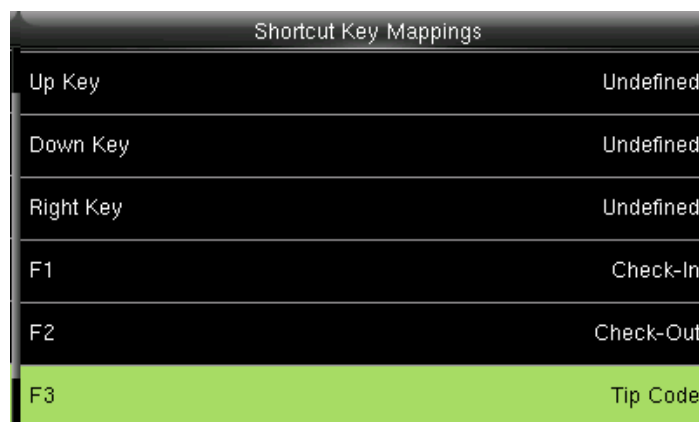 Shortcut Key Mappings
Up Key Undefined
Down Key Undefined
Right Key Undefined
F1 Check-In
F2 Check-Out
F3 Tip Code